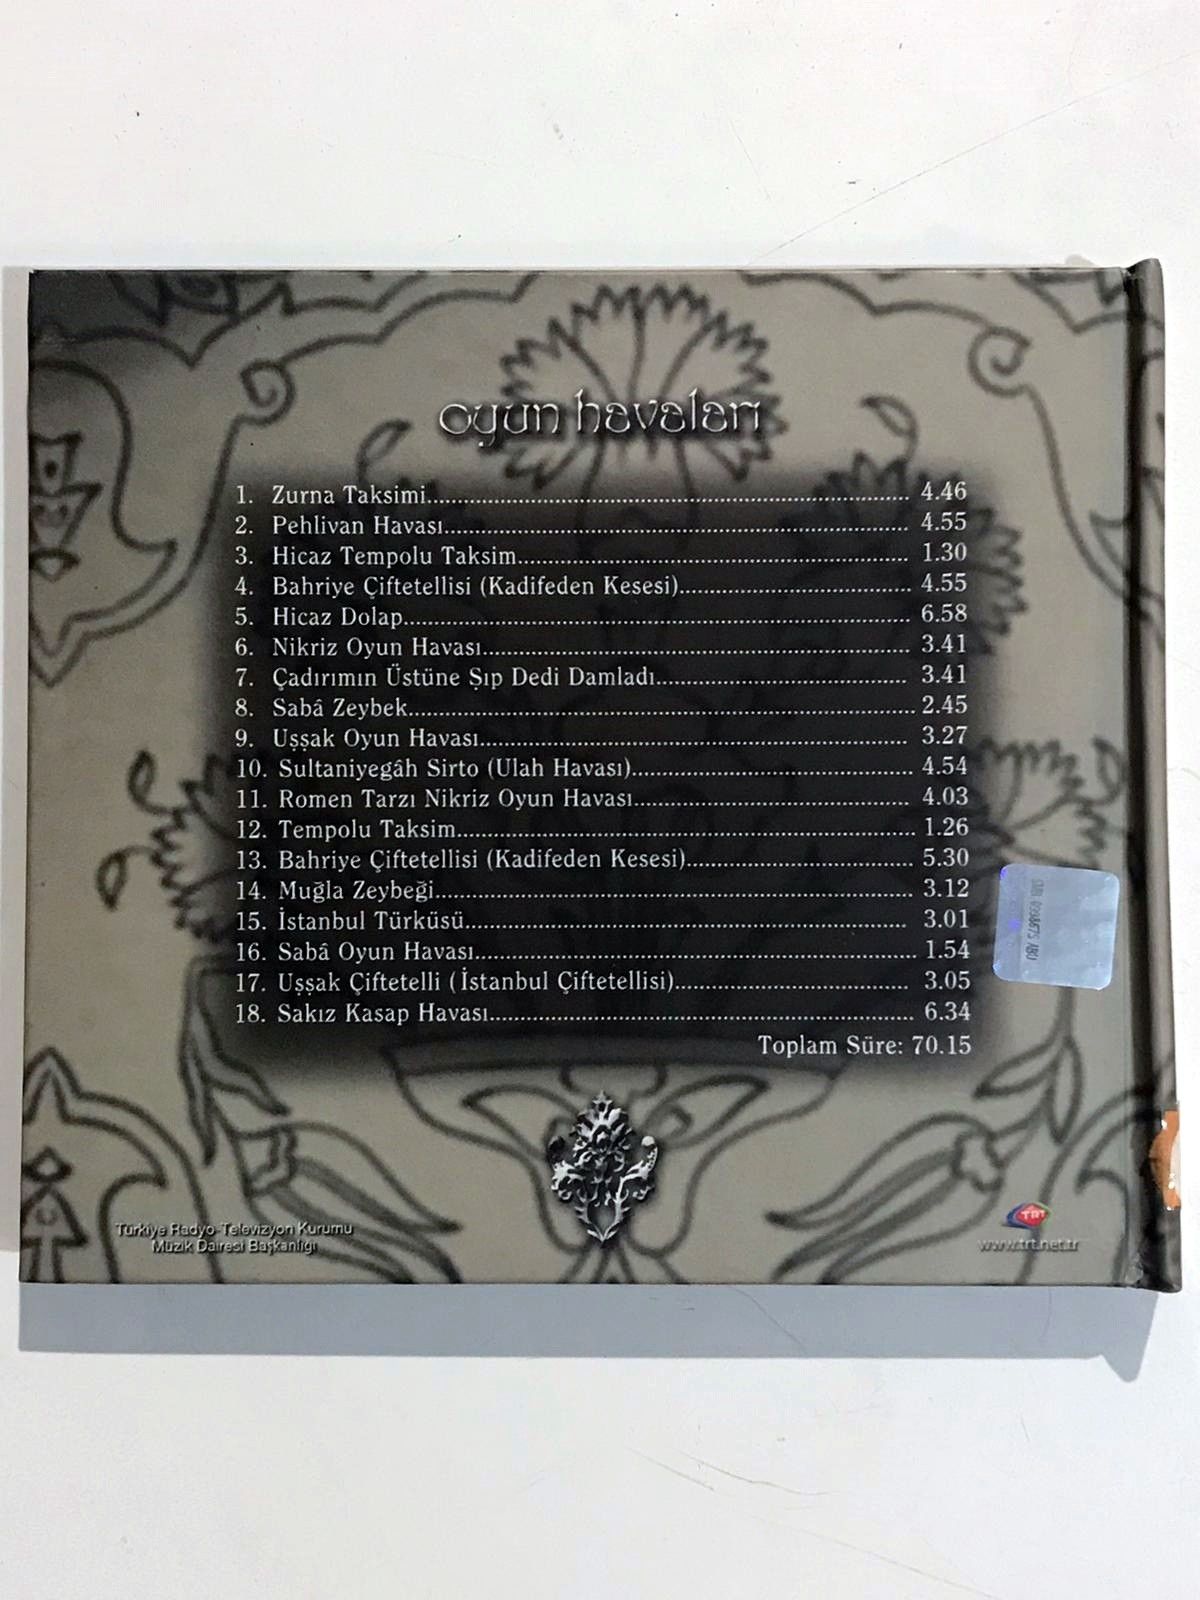 oyun havaları
1. Zurna Taksimi........ 4.46
2. Pehlivan Havası........ 4.55
3. Hicaz Tempolu Taksim........ 1.30
4. Bahriye Çiftetellisi (Kadifeden Kesesi)........ 4.55
5. Hicaz Dolap........ 6.58
6. Nikriz Oyun Havası........ 3.41
7. Çadırımın Üstüne Şıp Dedi Damladı........ 3.41
8. Sabâ Zeybek........ 2.45
9. Uşşak Oyun Havası........ 3.27
10. Sultaniyegâh Sirto (Ulah Havası)........ 4.54
11. Romen Tarzı Nikriz Oyun Havası........ 4.03
12. Tempolu Taksim........ 1.26
13. Bahriye Çiftetellisi (Kadifeden Kesesi)........ 5.30
14. Muğla Zeybeği........ 3.12
15. İstanbul Türküsü........ 3.01
16. Sabâ Oyun Havası........ 1.54
17. Uşşak Çiftetelli (İstanbul Çiftetellisi)........ 3.05
18. Sakız Kasap Havası........ 6.34
Toplam Süre: 70.15
Türkiye Radyo-Televizyon Kurumu
Müzik Dairesi Başkanlığı
TRT
www.trt.net.tr